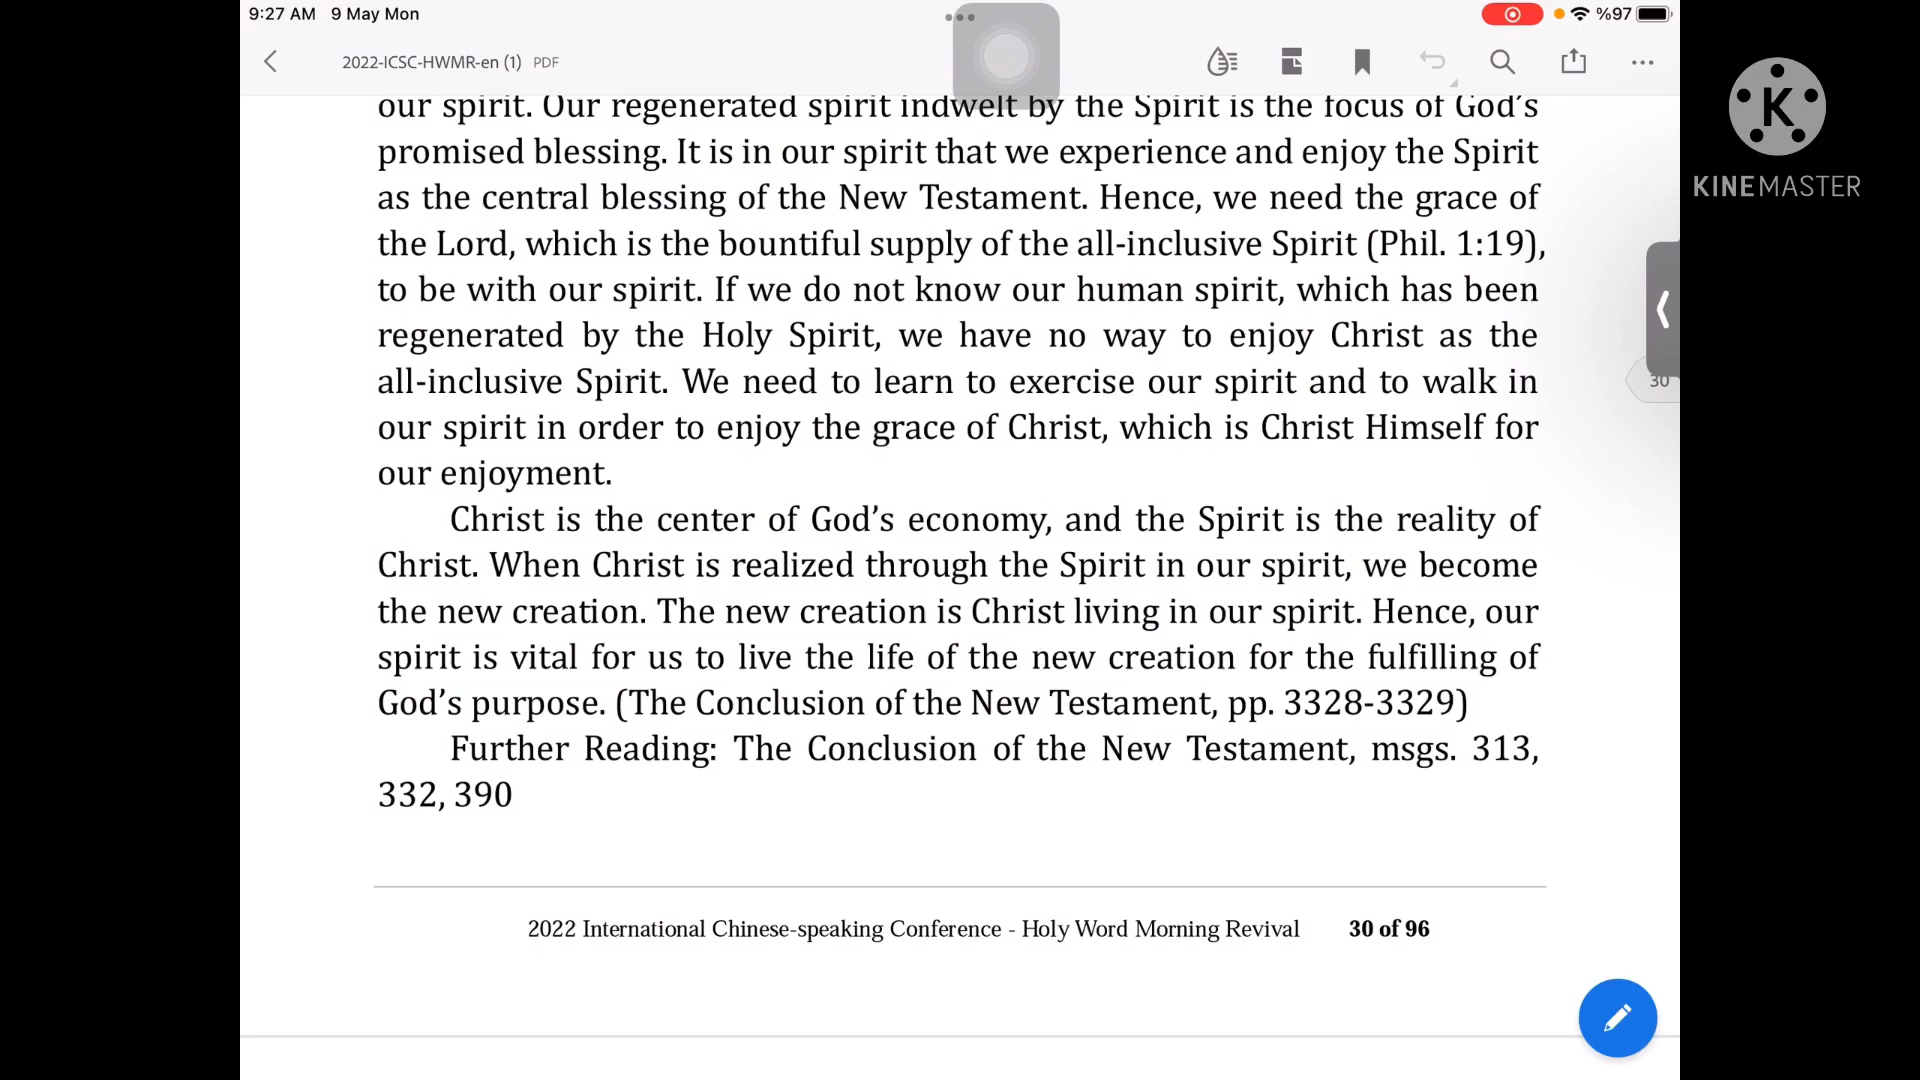 9:27 AM 9 May Mon
%97
2022-ICSC-HWMR-en (1) PDF
KINEMASTER
our spirit. Our regenerated spirit indwelt by the Spirit is the focus of God’s
promised blessing. It is in our spirit that we experience and enjoy the Spirit
as the central blessing of the New Testament. Hence, we need the grace of
the Lord, which is the bountiful supply of the all-inclusive Spirit (Phil. 1:19),
to be with our spirit. If we do not know our human spirit, which has been
regenerated by the Holy Spirit, we have no way to enjoy Christ as the
all-inclusive Spirit. We need to learn to exercise our spirit and to walk in
our spirit in order to enjoy the grace of Christ, which is Christ Himself for
our enjoyment.
Christ is the center of God’s economy, and the Spirit is the reality of
Christ. When Christ is realized through the Spirit in our spirit, we become
the new creation. The new creation is Christ living in our spirit. Hence, our
spirit is vital for us to live the life of the new creation for the fulfilling of
God’s purpose. (The Conclusion of the New Testament, pp. 3328-3329)
Further Reading: The Conclusion of the New Testament, msgs. 313,
332, 390
30
2022 International Chinese-speaking Conference - Holy Word Morning Revival 30 of 96